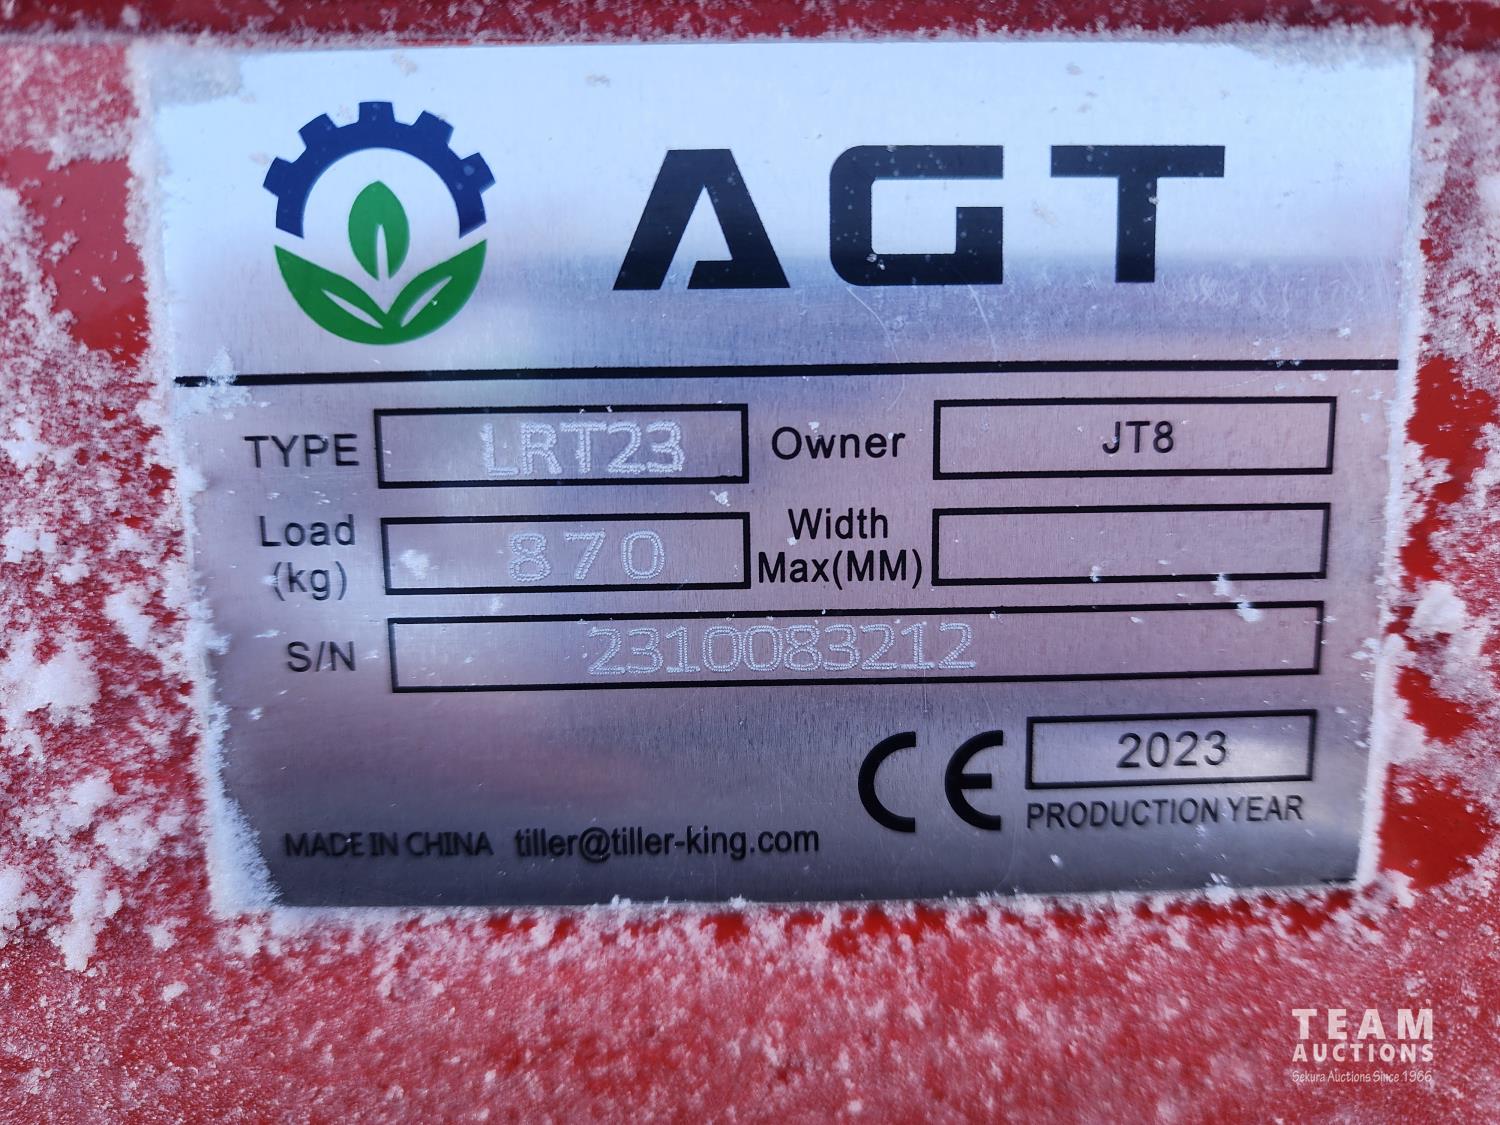 AGT
TYPE LRT23 Owner JT8
Load (kg) 870 Width Max(MM)
S/N 2310083212
CE 2023
PRODUCTION YEAR
MADE IN CHINA tiller@tiller-king.com
TEAM
AUCTIONS
Sekura Auctions Since 1966